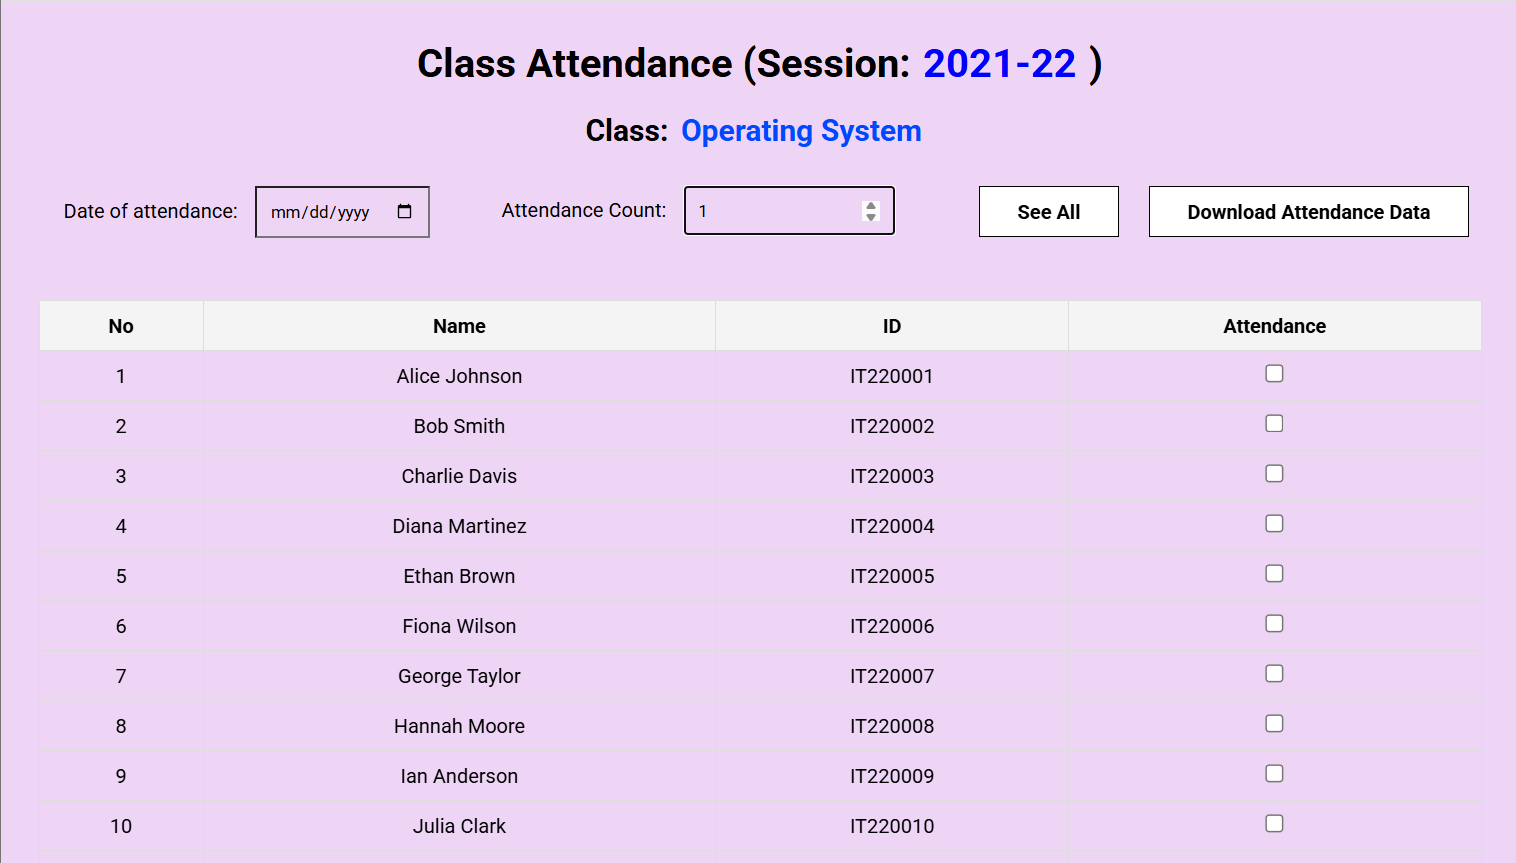 Class Attendance (Session: 2021-22 )
Class: Operating System
Date of attendance: mm/dd/yyyy Attendance Count: 1 See All Download Attendance Data
No Name ID Attendance
1 Alice Johnson IT220001
2 Bob Smith IT220002
3 Charlie Davis IT220003
4 Diana Martinez IT220004
5 Ethan Brown IT220005
6 Fiona Wilson IT220006
7 George Taylor IT220007
8 Hannah Moore IT220008
9 Ian Anderson IT220009
10 Julia Clark IT220010